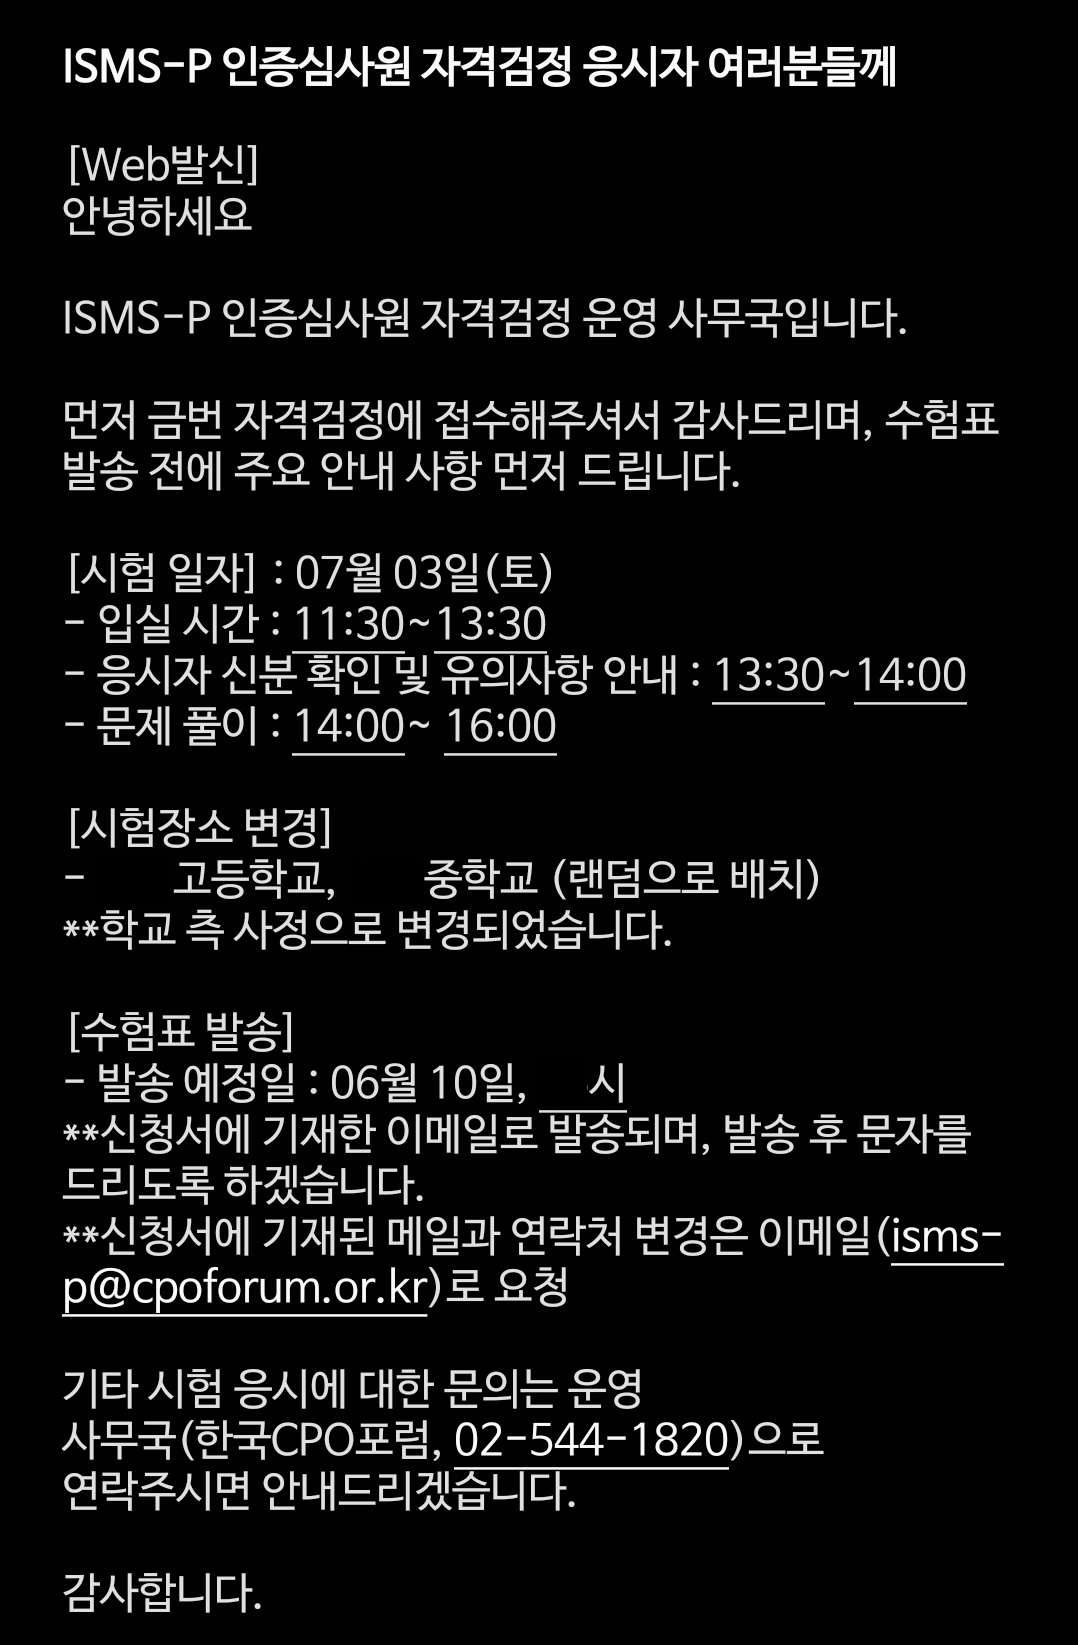 ISMS-P 인증심사원 자격검정 응시자 여러분들께
[Web발신]
안녕하세요
ISMS-P 인증심사원 자격검정 운영 사무국입니다.
먼저 금번 자격검정에 접수해주셔서 감사드리며, 수험표
발송 전에 주요 안내 사항 먼저 드립니다.
[시험 일자] : 07월 03일(토)
- 입실 시간 : 11:30~13:30
- 응시자 신분 확인 및 유의사항 안내 : 13:30~14:00
- 문제 풀이 : 14:00~ 16:00
[시험장소 변경]
- 고등학교, 중학교 (랜덤으로 배치)
**학교 측 사정으로 변경되었습니다.
[수험표 발송]
- 발송 예정일 : 06월 10일, 시
**신청서에 기재한 이메일로 발송되며, 발송 후 문자를
드리도록 하겠습니다.
**신청서에 기재된 메일과 연락처 변경은 이메일(isms-
p@cpoforum.or.kr)로 요청
기타 시험 응시에 대한 문의는 운영
사무국(한국CPO포럼, 02-544-1820)으로
연락주시면 안내드리겠습니다.
감사합니다.